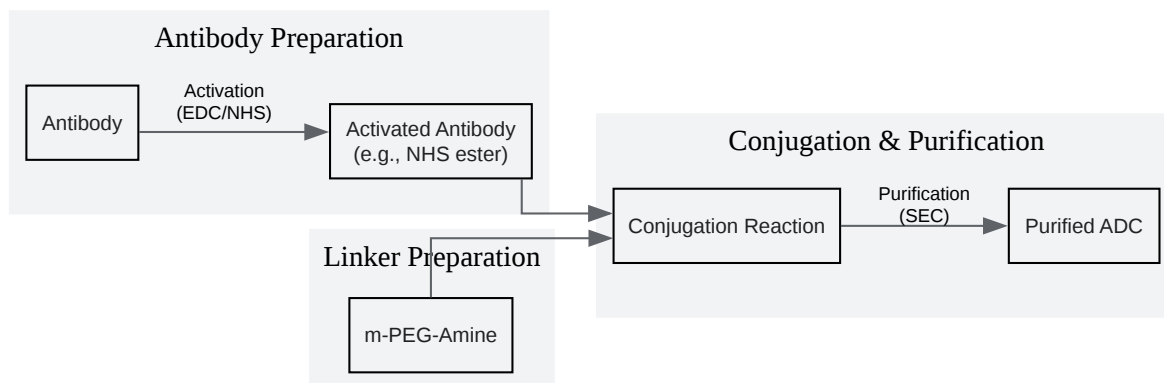 Antibody Preparation
Antibody
Activation
(EDC/NHS)
Activated Antibody
(e.g., NHS ester)
Linker Preparation
m-PEG-Amine
Conjugation & Purification
Conjugation Reaction
Purification
(SEC)
Purified ADC